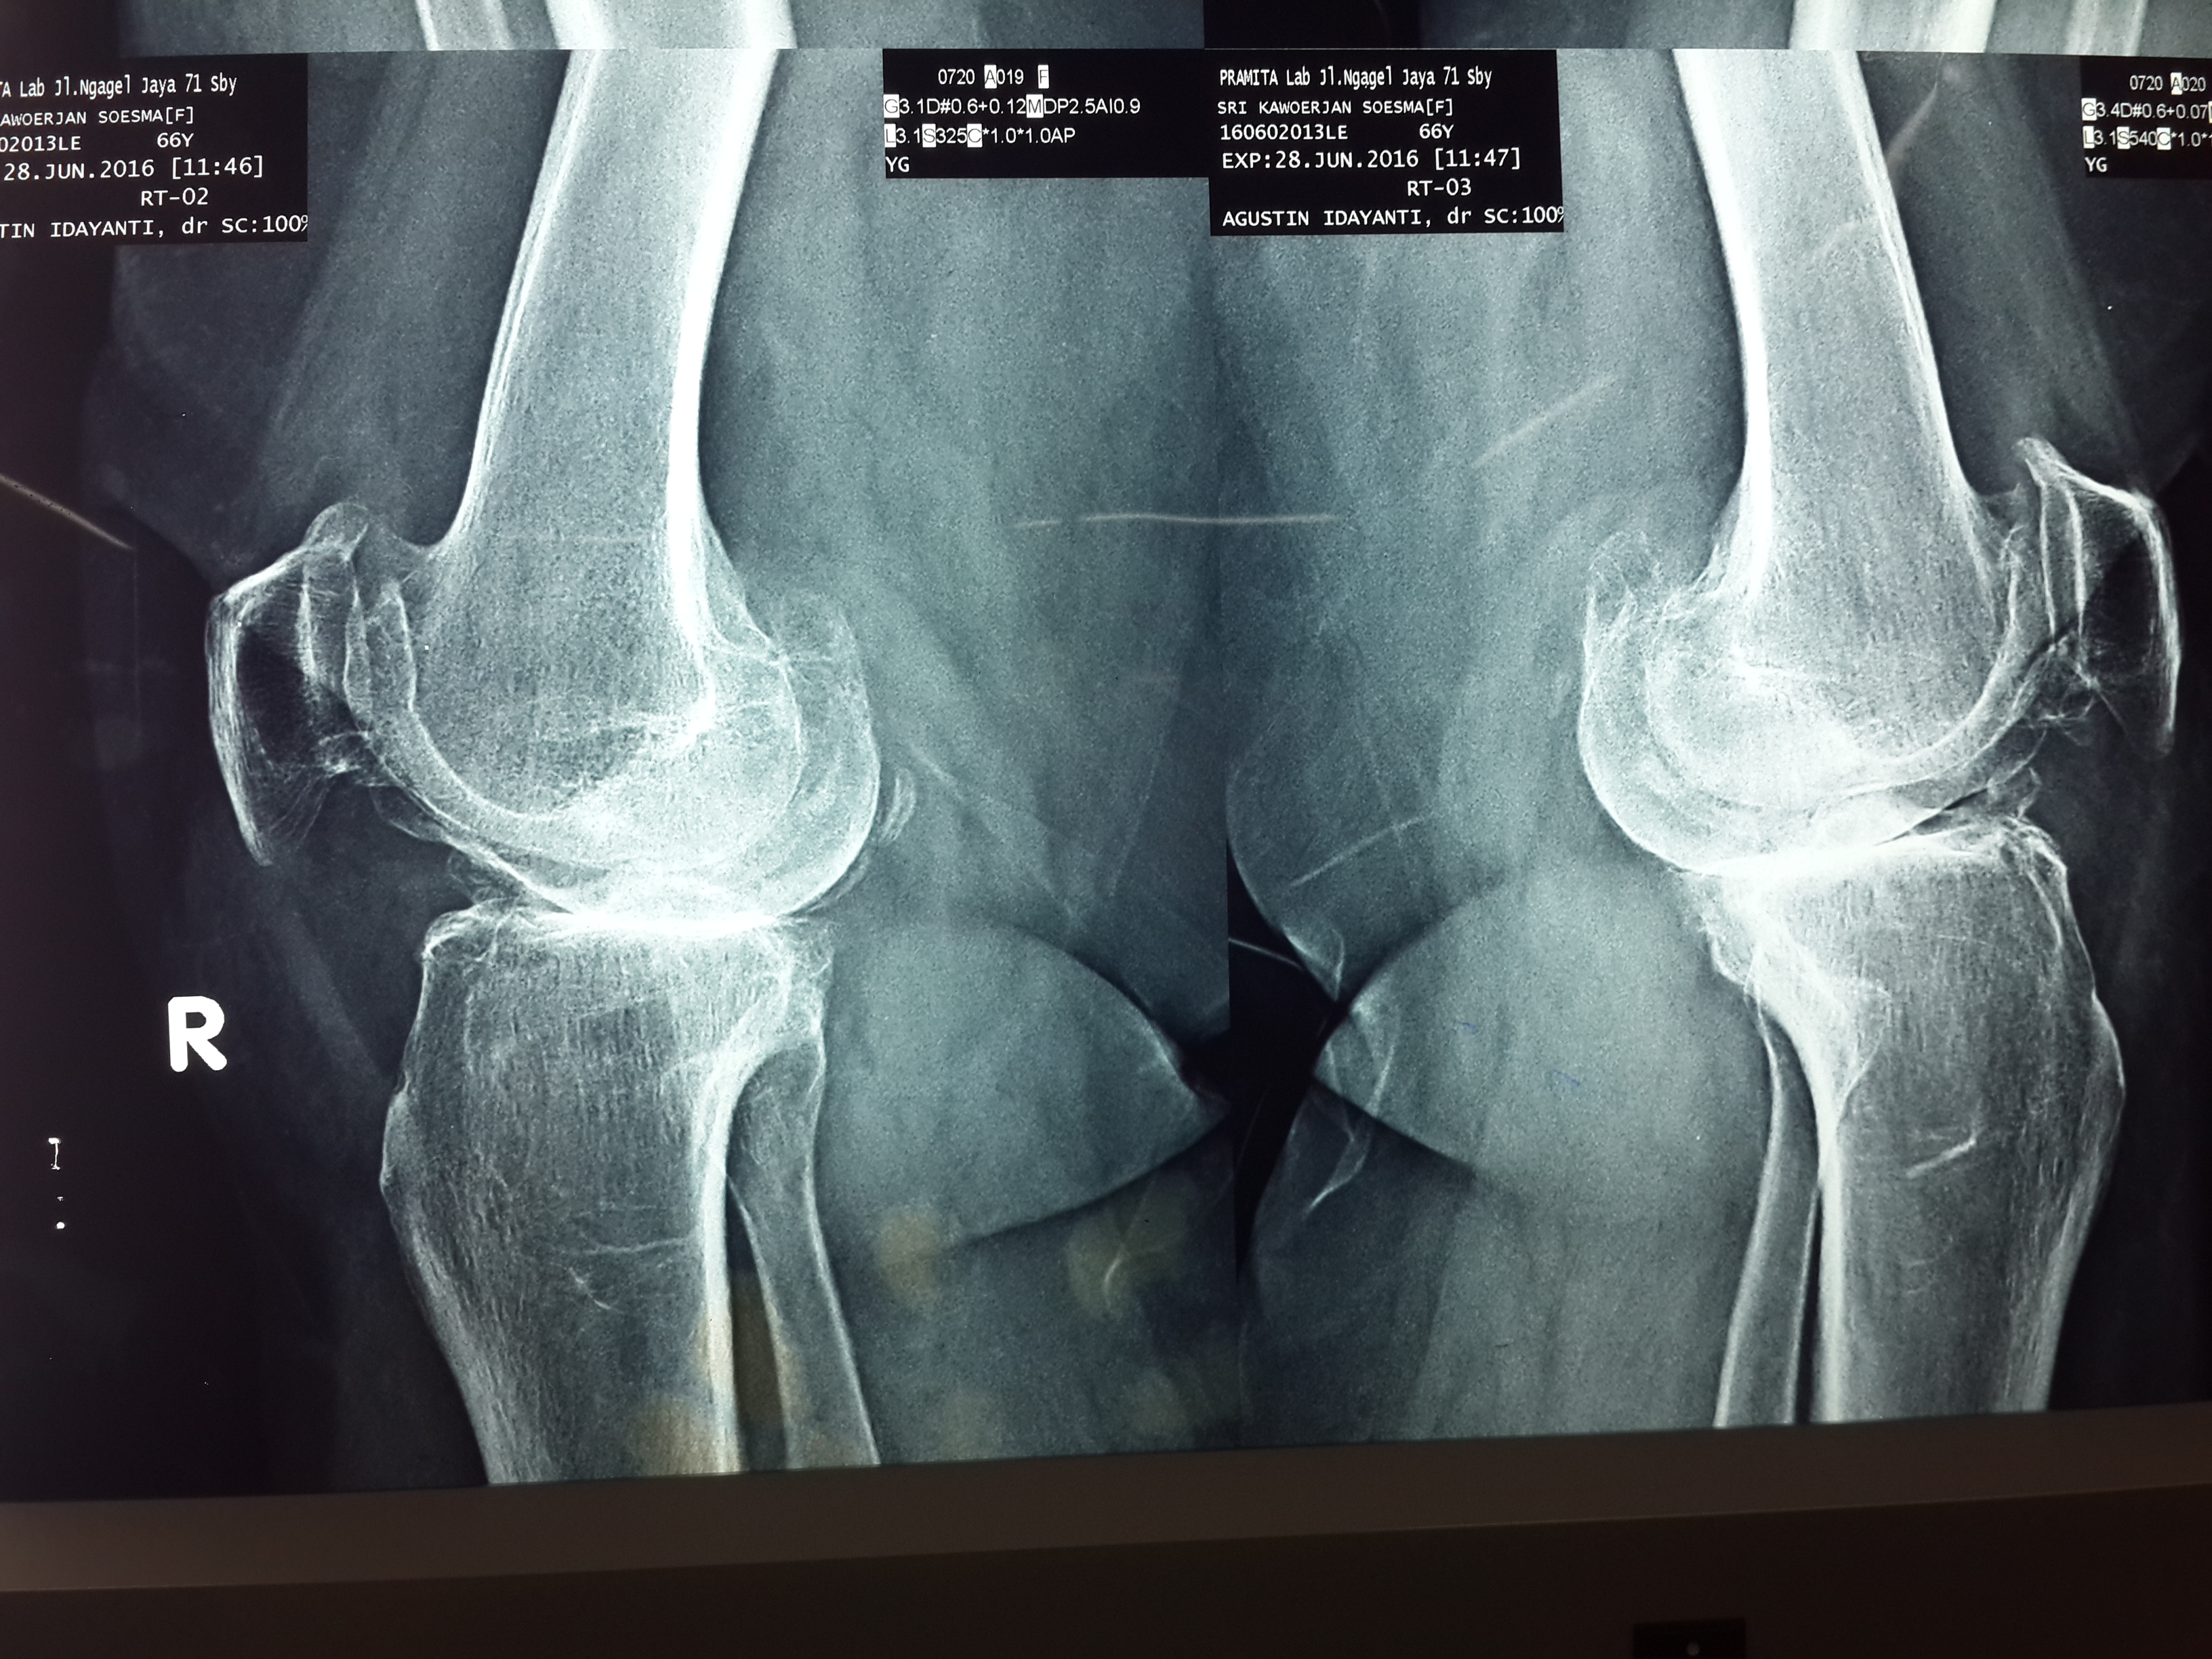 TA Lab Jl.Ngagel Jaya 71 Sby
AWOERJAN SOESMA[F]
02013LE 66Y
28.JUN.2016 [11:46]
RT-02
TIN IDAYANTI, dr SC:100%
0720 A019 F
G3.1D#0.6+0.12MDP2.5AI0.9
L3.1S325C*1.0*1.0AP
YG
PRAMITA Lab Jl.Ngagel Jaya 71 Sby
SRI KAWOERJAN SOESMA[F]
160602013LE 66Y
EXP:28.JUN.2016 [11:47]
RT-03
AGUSTIN IDAYANTI, dr SC:100%
0720 A020
G3.4D#0.6+0.07
L3.1S540C*1.0*
YG
R